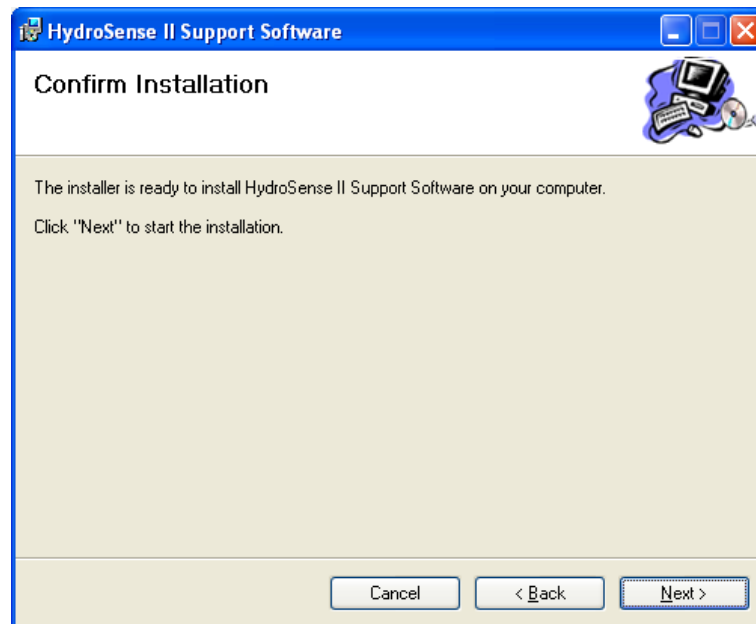 HydroSense II Support Software
Confirm Installation
The installer is ready to install HydroSense II Support Software on your computer.
Click "Next" to start the installation.
Cancel
< Back
Next >